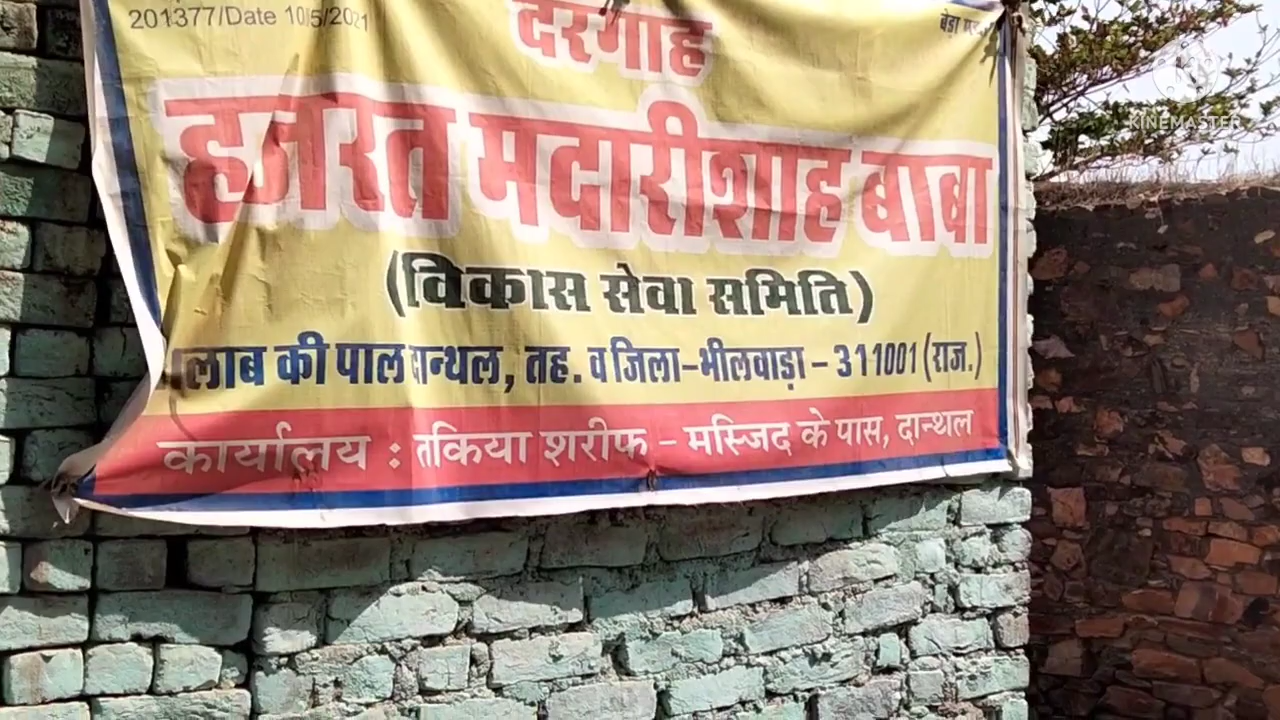 201377/Date 10/5/2021
दरगाह
हजरत मदारीशाह बाबा
(विकास सेवा समिति)
लाब की पाल दान्थल, तह. व जिला-भीलवाड़ा - 311001 (राज.)
कार्यालय : तकिया शरीफ - मस्जिद के पास, दान्थल
KINEMASTER